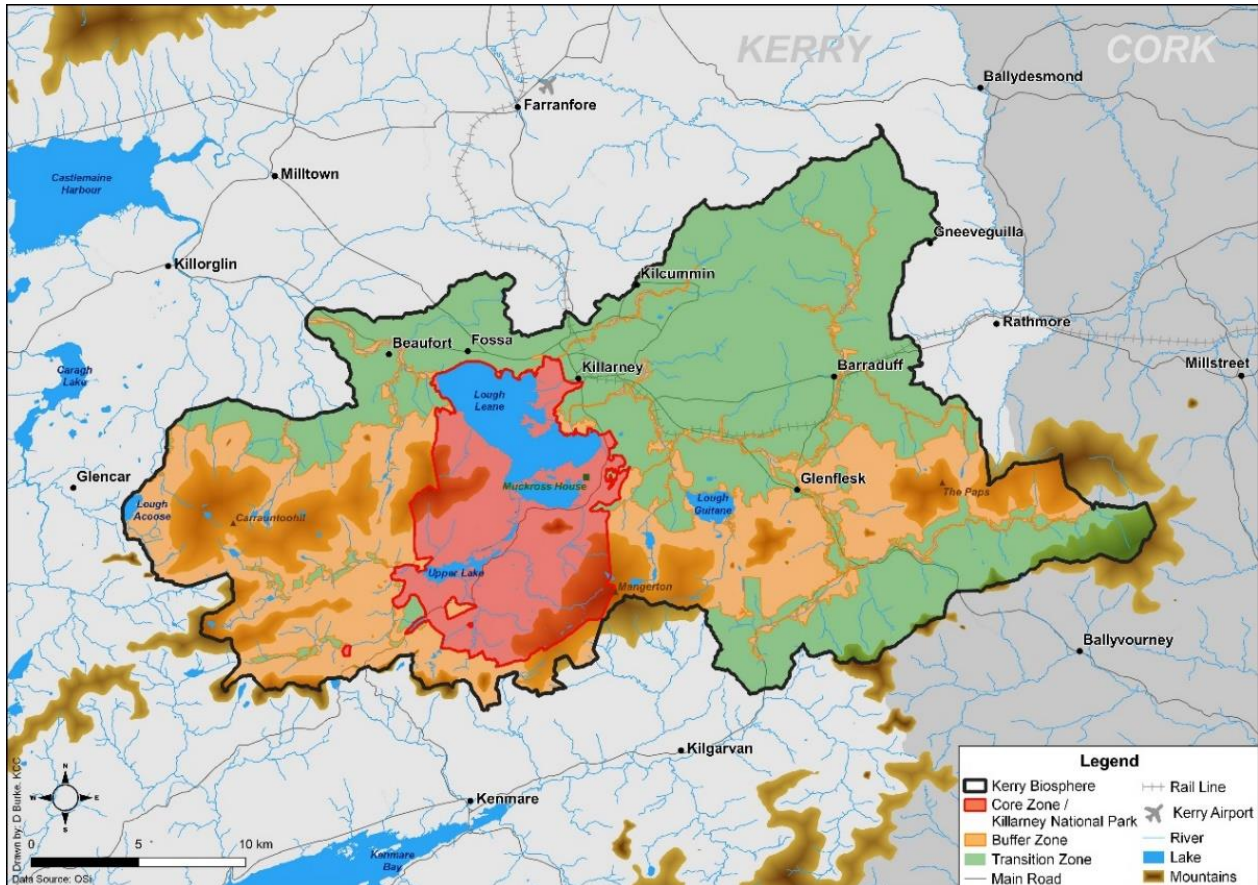 KERRY
CORK
Ballydesmond
Farranfore
Castlemaine
Harbour
Milltown
Gneeveguilla
Killorglin
Kilcummin
Rathmore
Beaufort
Fossa
Millstreet
Caragh
Lake
Killarney
Barraduff
Lough
Leane
Glencar
Muckross House
Lough
Guitane
Glenflesk
The Paps
Lough
Acoose
Carrauntoohil
Upper Lake
Mangerton
Ballyvourney
Kilgarvan
Kenmare
Kenmare
Bay
N
W
E
S
0
5
10 km
Drawn by: D Burke, KCC
Data Source: OSi
Legend
Kerry Biosphere
Core Zone /
Killarney National Park
Buffer Zone
Transition Zone
Main Road
Rail Line
Kerry Airport
River
Lake
Mountains